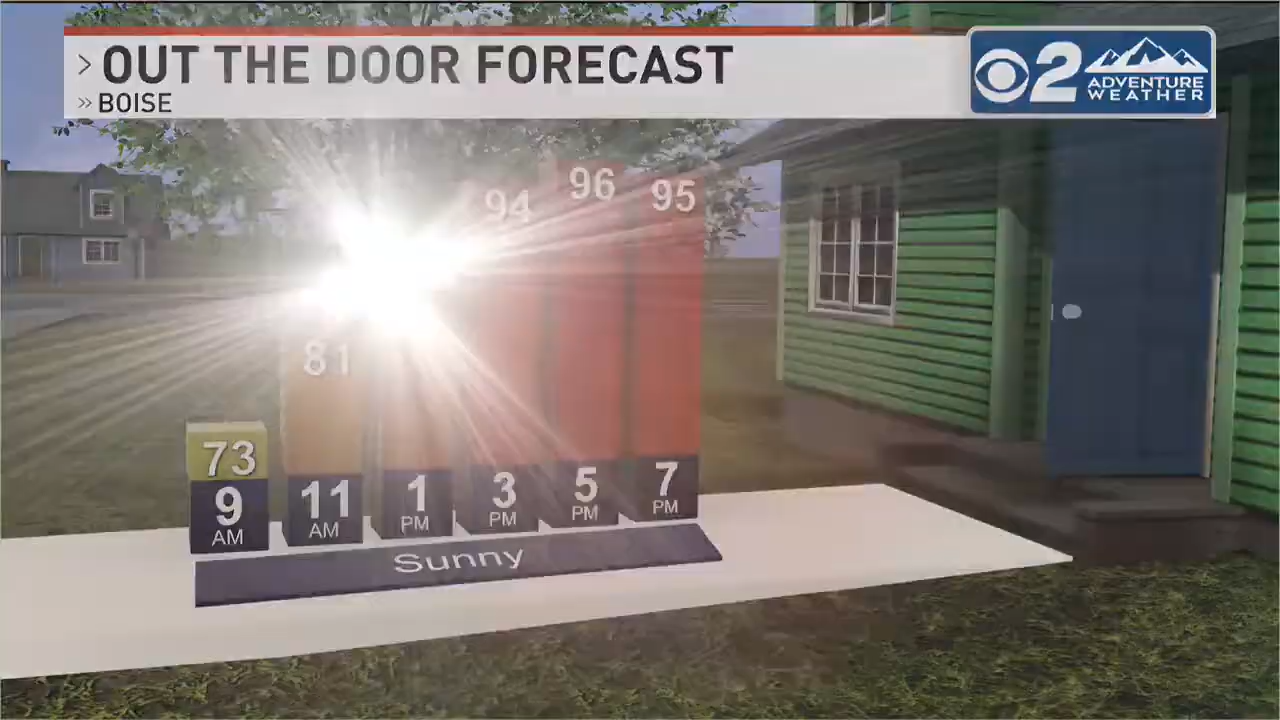 > OUT THE DOOR FORECAST
» BOISE
2 ADVENTURE
WEATHER
94 96 95
81
73
9 11 1 3 5 7
AM AM PM PM PM PM
Sunny